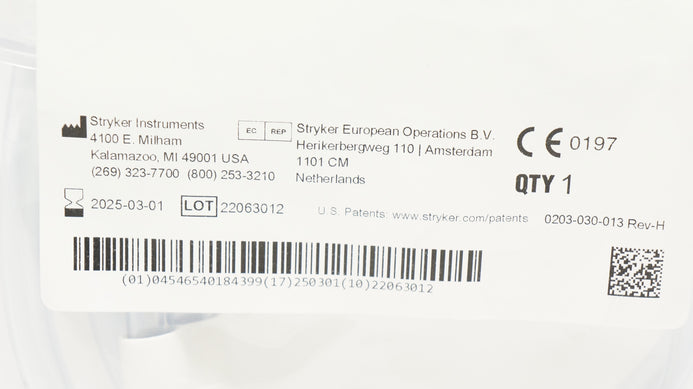 Stryker Instruments
4100 E. Milham
Kalamazoo, MI 49001 USA
(269) 323-7700 (800) 253-3210
EC REP
Stryker European Operations B.V.
Herikerbergweg 110 | Amsterdam
1101 CM
Netherlands
CE 0197
QTY 1
2025-03-01 LOT 22063012
U.S. Patents: www.stryker.com/patents 0203-030-013 Rev-H
(01)04546540184399(17)250301(10)22063012